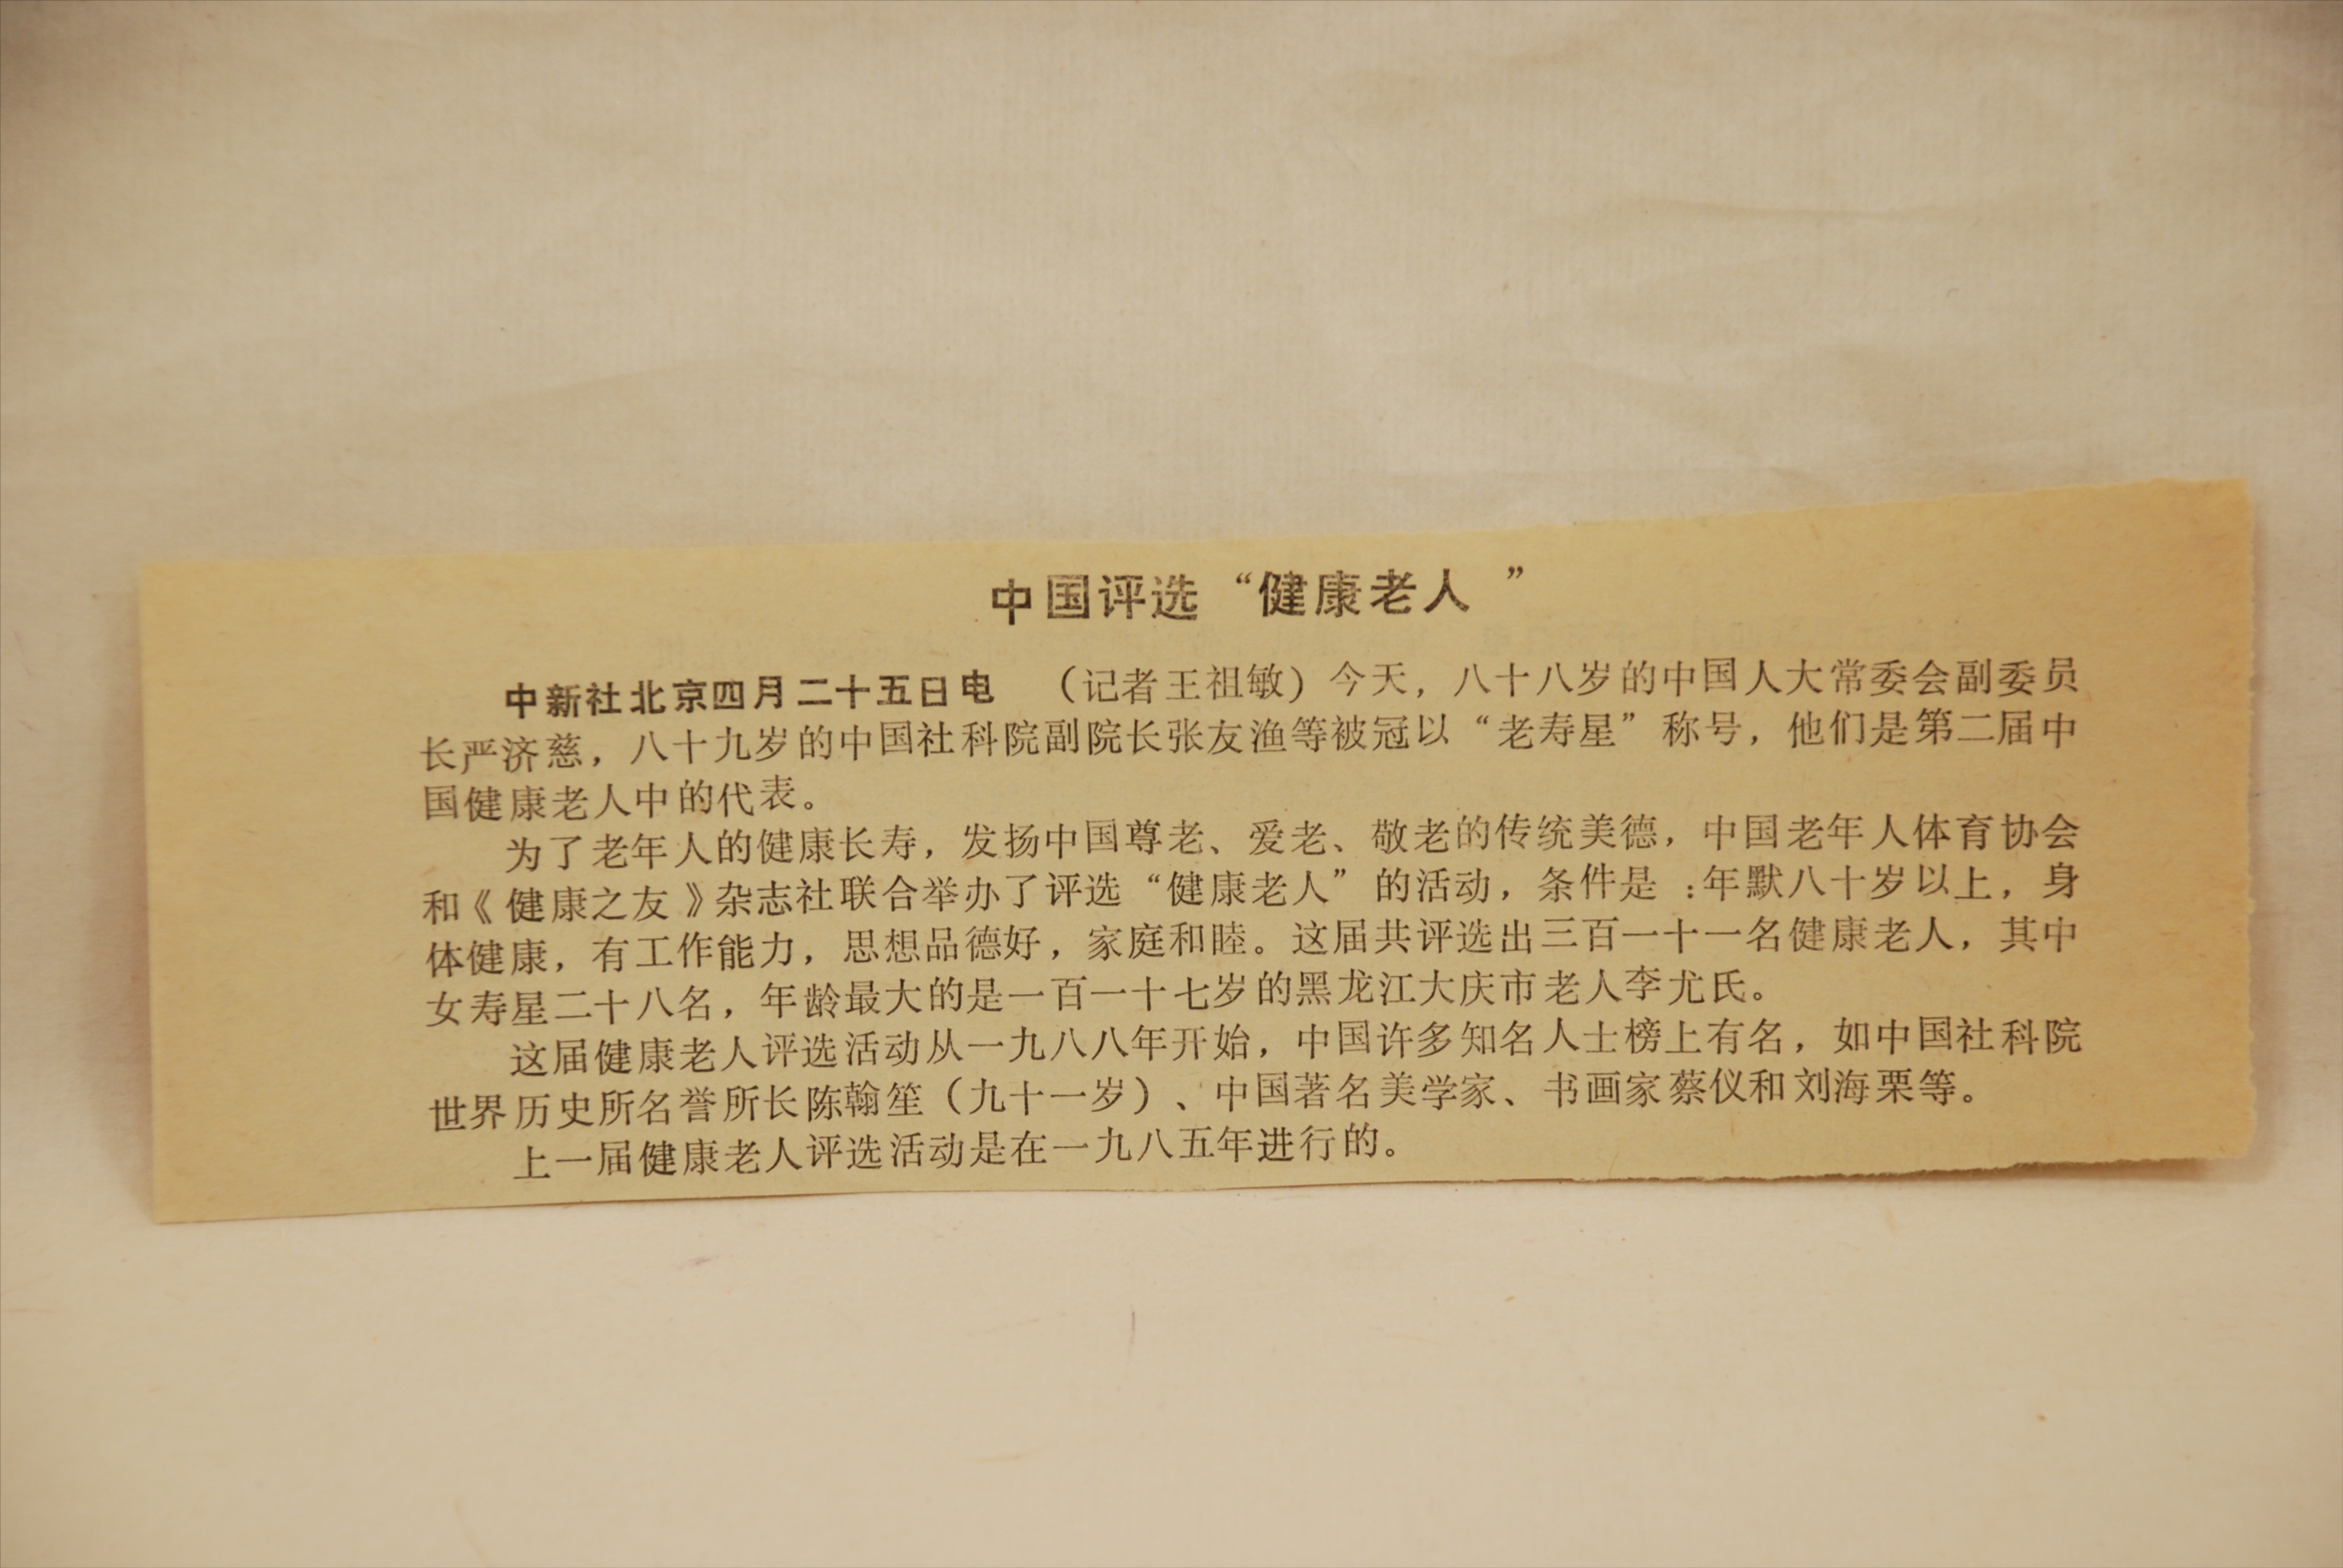 中国评选“健康老人”
中新社北京四月二十五日电 （记者王祖敏）今天，八十八岁的中国人大常委会副委员
长严济慈，八十九岁的中国社科院副院长张友渔等被冠以“老寿星”称号，他们是第二届中
国健康老人中的代表。
为了老年人的健康长寿，发扬中国尊老、爱老、敬老的传统美德，中国老年人体育协会
和《健康之友》杂志社联合举办了评选“健康老人”的活动，条件是：年默八十岁以上，身
体健康，有工作能力，思想品德好，家庭和睦。这届共评选出三百一十一名健康老人，其中
女寿星二十八名，年龄最大的是一百一十七岁的黑龙江大庆市老人李尤氏。
这届健康老人评选活动从一九八八年开始，中国许多知名人士榜上有名，如中国社科院
世界历史所名誉所长陈翰笙（九十一岁）、中国著名美学家、书画家蔡仪和刘海栗等。
上一届健康老人评选活动是在一九八五年进行的。